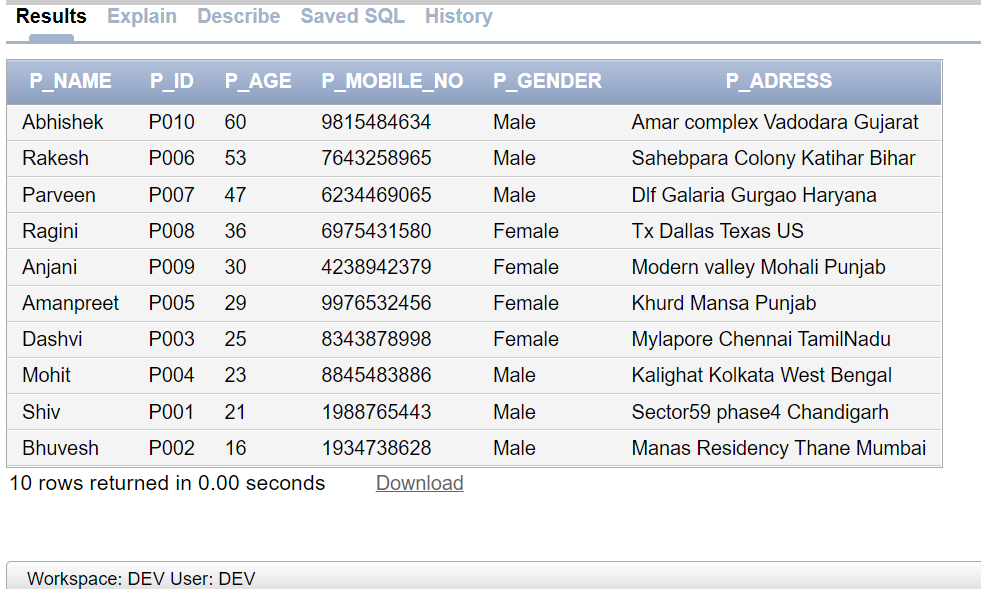 Results Explain Describe Saved SQL History
P_NAME P_ID P_AGE P_MOBILE_NO P_GENDER P_ADRESS
Abhishek P010 60 9815484634 Male Amar complex Vadodara Gujarat
Rakesh P006 53 7643258965 Male Sahebpara Colony Katihar Bihar
Parveen P007 47 6234469065 Male Dlf Galaria Gurgao Haryana
Ragini P008 36 6975431580 Female Tx Dallas Texas US
Anjani P009 30 4238942379 Female Modern valley Mohali Punjab
Amanpreet P005 29 9976532456 Female Khurd Mansa Punjab
Dashvi P003 25 8343878998 Female Mylapore Chennai TamilNadu
Mohit P004 23 8845483886 Male Kalighat Kolkata West Bengal
Shiv P001 21 1988765443 Male Sector59 phase4 Chandigarh
Bhuvesh P002 16 1934738628 Male Manas Residency Thane Mumbai
10 rows returned in 0.00 seconds Download
Workspace: DEV User: DEV